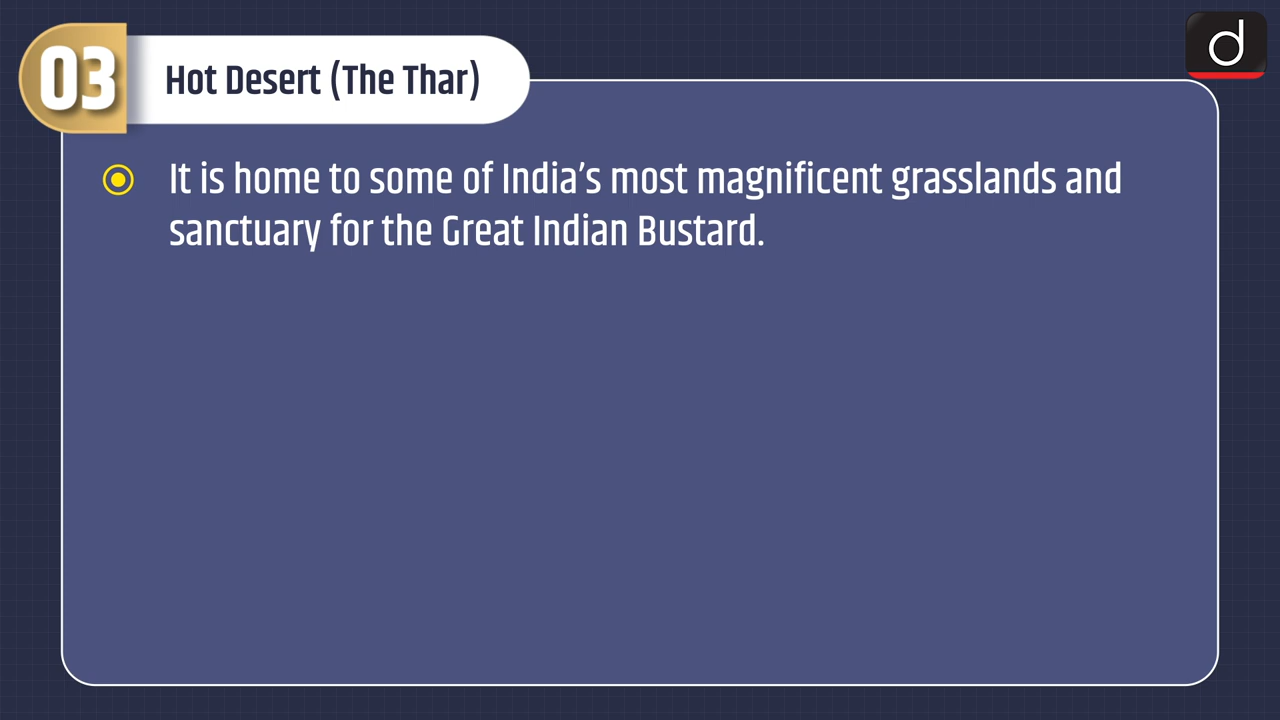 03
Hot Desert (The Thar)
d
It is home to some of India’s most magnificent grasslands and
sanctuary for the Great Indian Bustard.